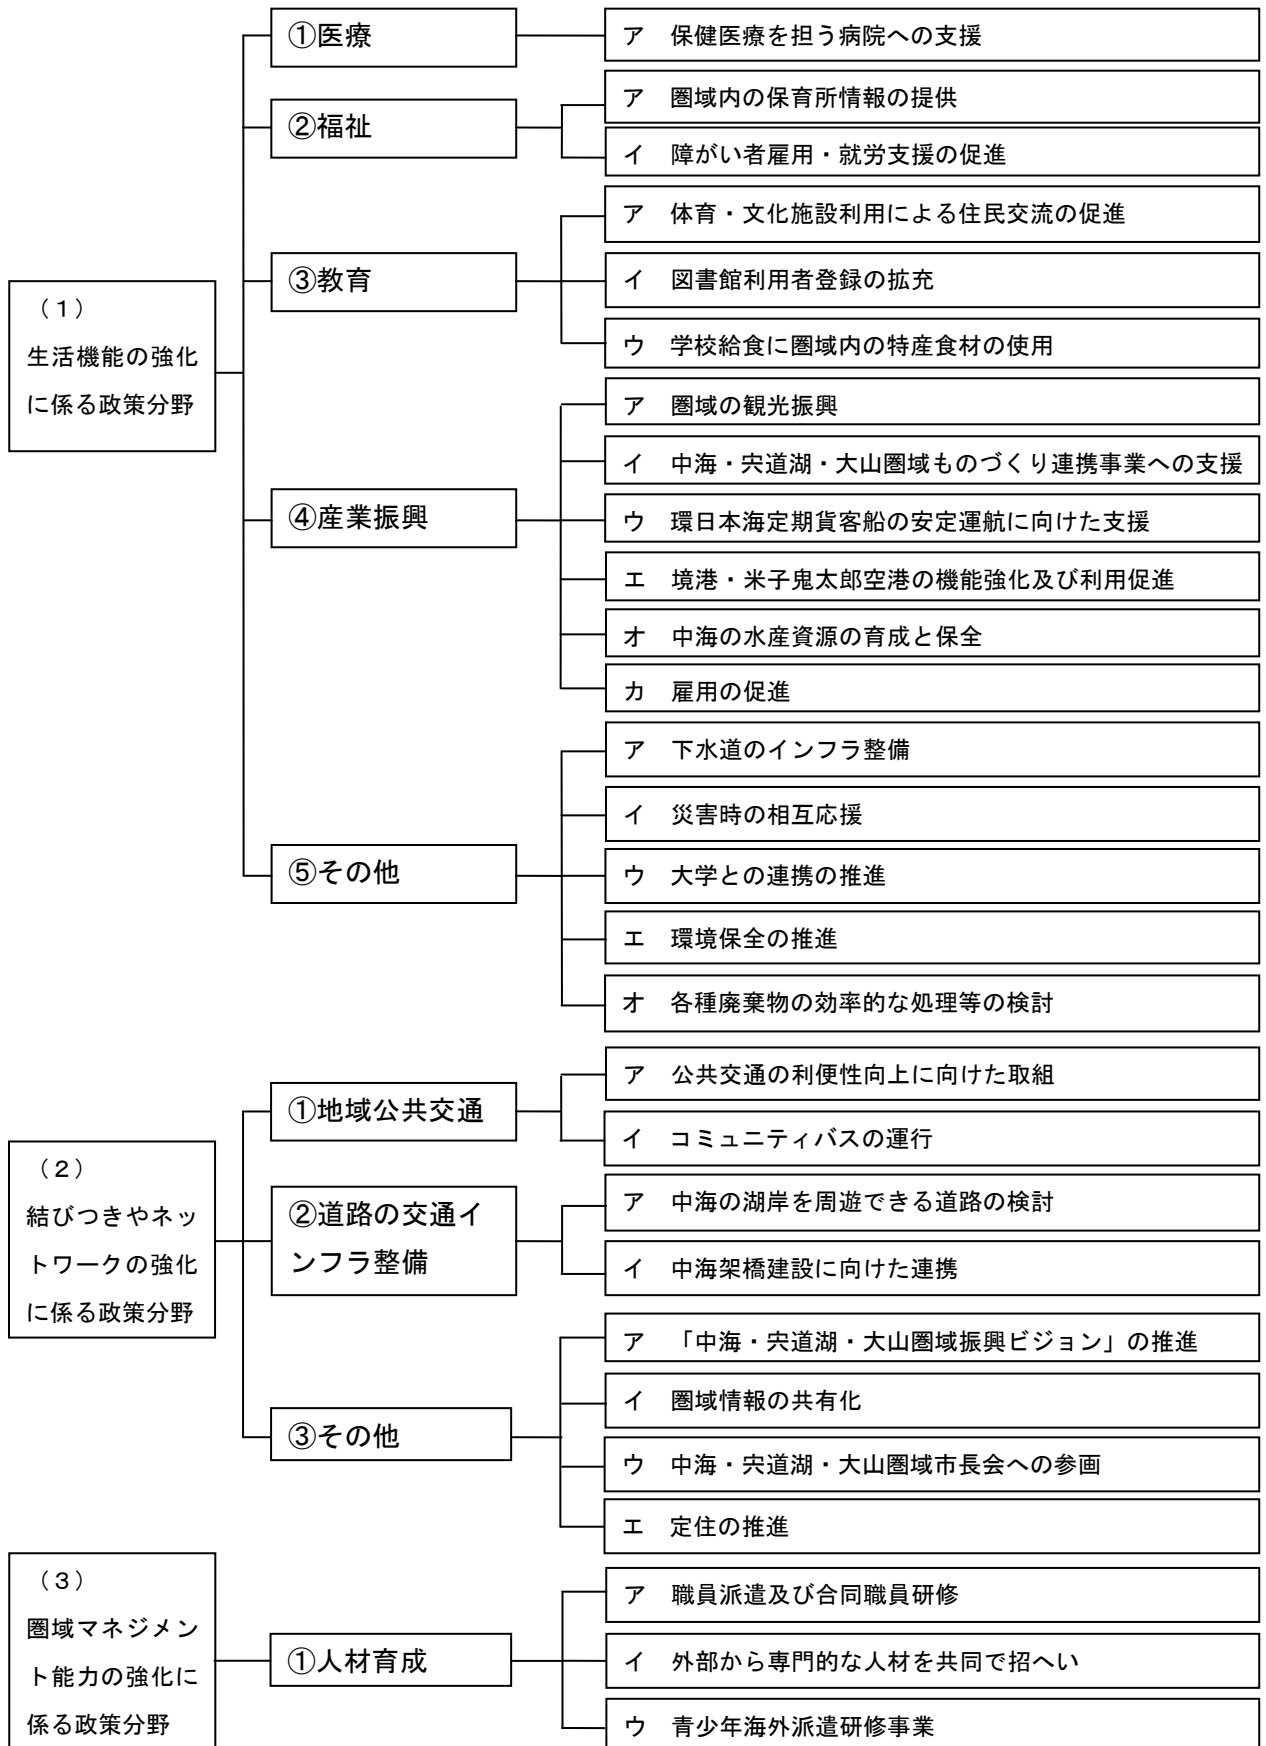 （１）
生活機能の強化
に係る政策分野
①医療
ア　保健医療を担う病院への支援
②福祉
ア　圏域内の保育所情報の提供
イ　障がい者雇用・就労支援の促進
③教育
ア　体育・文化施設利用による住民交流の促進
イ　図書館利用者登録の拡充
ウ　学校給食に圏域内の特産食材の使用
④産業振興
ア　圏域の観光振興
イ　中海・宍道湖・大山圏域ものづくり連携事業への支援
ウ　環日本海定期貨客船の安定運航に向けた支援
エ　境港・米子鬼太郎空港の機能強化及び利用促進
オ　中海の水産資源の育成と保全
カ　雇用の促進
⑤その他
ア　下水道のインフラ整備
イ　災害時の相互応援
ウ　大学との連携の推進
エ　環境保全の推進
オ　各種廃棄物の効率的な処理等の検討
（２）
結びつきやネッ
トワークの強化
に係る政策分野
①地域公共交通
ア　公共交通の利便性向上に向けた取組
イ　コミュニティバスの運行
②道路の交通イ
ンフラ整備
ア　中海の湖岸を周遊できる道路の検討
イ　中海架橋建設に向けた連携
③その他
ア　「中海・宍道湖・大山圏域振興ビジョン」の推進
イ　圏域情報の共有化
ウ　中海・宍道湖・大山圏域市長会への参画
エ　定住の推進
（３）
圏域マネジメン
ト能力の強化に
係る政策分野
①人材育成
ア　職員派遣及び合同職員研修
イ　外部から専門的な人材を共同で招へい
ウ　青少年海外派遣研修事業